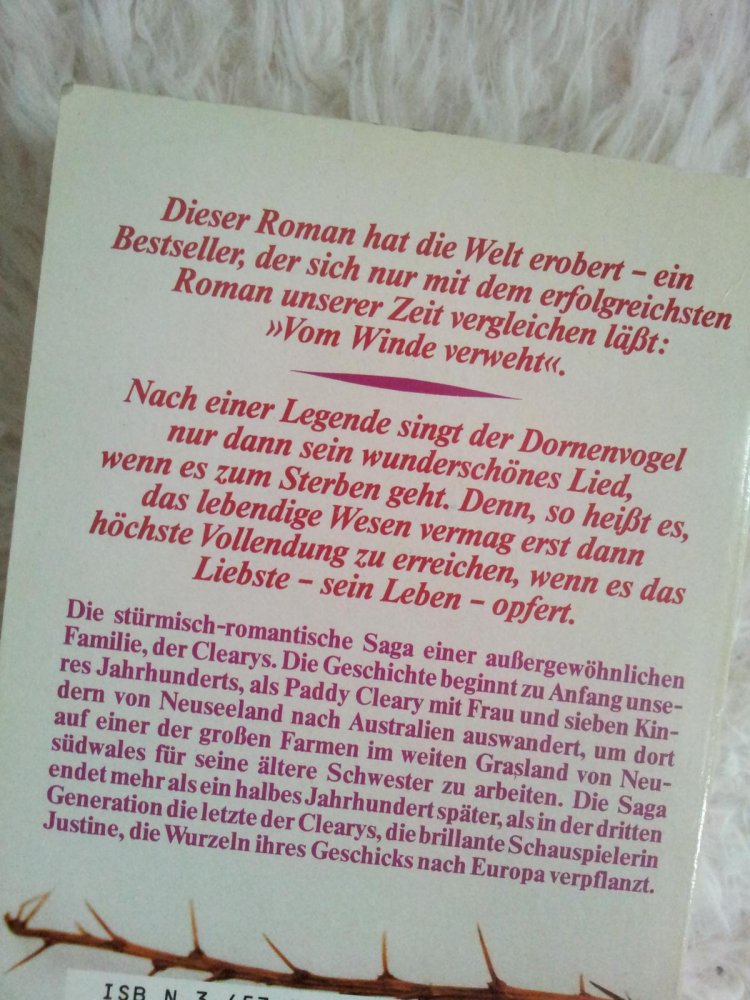 Dieser Roman hat die Welt erobert – ein
Bestseller, der sich nur mit dem erfolgreichsten
Roman unserer Zeit vergleichen läßt:
»Vom Winde verweht«.
Nach einer Legende singt der Dornenvogel
nur dann sein wunderschönes Lied,
wenn es zum Sterben geht. Denn, so heißt es,
das lebendige Wesen vermag erst dann
höchste Vollendung zu erreichen, wenn es das
Liebste – sein Leben – opfert.
Die stürmisch-romantische Saga einer außergewöhnlichen
Familie, der Clearys. Die Geschichte beginnt zu Anfang unse-
res Jahrhunderts, als Paddy Cleary mit Frau und sieben Kin-
dern von Neuseeland nach Australien auswandert, um dort
auf einer der großen Farmen im weiten Grasland von Neu-
südwales für seine ältere Schwester zu arbeiten. Die Saga
endet mehr als ein halbes Jahrhundert später, als in der dritten
Generation die letzte der Clearys, die brillante Schauspielerin
Justine, die Wurzeln ihres Geschicks nach Europa verpflanzt.
ISB N 3